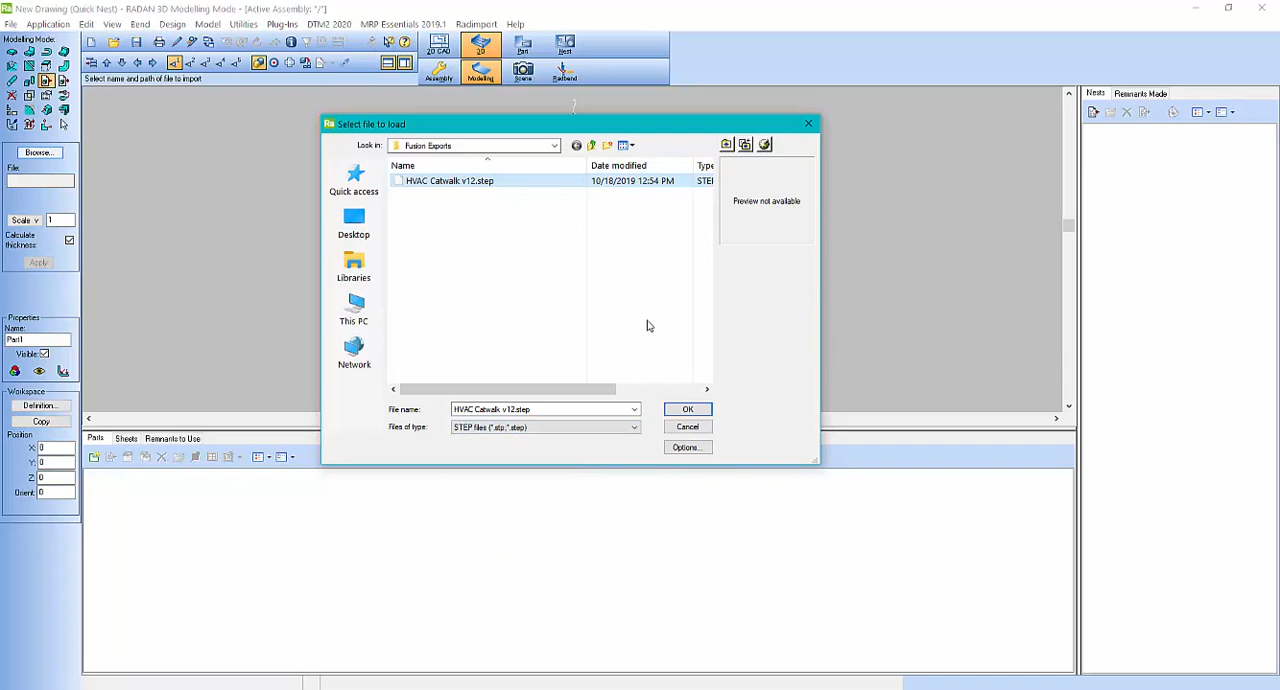 New Drawing (Quick Nest) - RADAN 3D Modelling Mode - [Active Assembly: "/"]
File Application Edit View Bend Design Model Utilities Plug-Ins DTM2 2020 MRP Essentials 2019.1 Radimport Help
Modelling Mode:
2D CAD 3D Part Nest
Assembly Modeling Scene Radbend
Select name and path of file to import
Browse...
File:
Scale v 1
Calculate thickness:
Apply
Properties
Name:
Part1
Visible:
Workspace
Definition...
Copy
Position
X: 0
Y: 0
Z: 0
Orient: 0
Select file to load
Look in: Fusion Exports
Name Date modified Type
HVAC Catwalk v12.step 10/18/2019 12:54 PM STEI
Quick access
Desktop
Libraries
This PC
Network
Preview not available
File name: HVAC Catwalk v12.step OK
Files of type: STEP files (*.stp;*.step) Cancel
Options...
Nests Remnants Made
Parts Sheets Remnants to Use